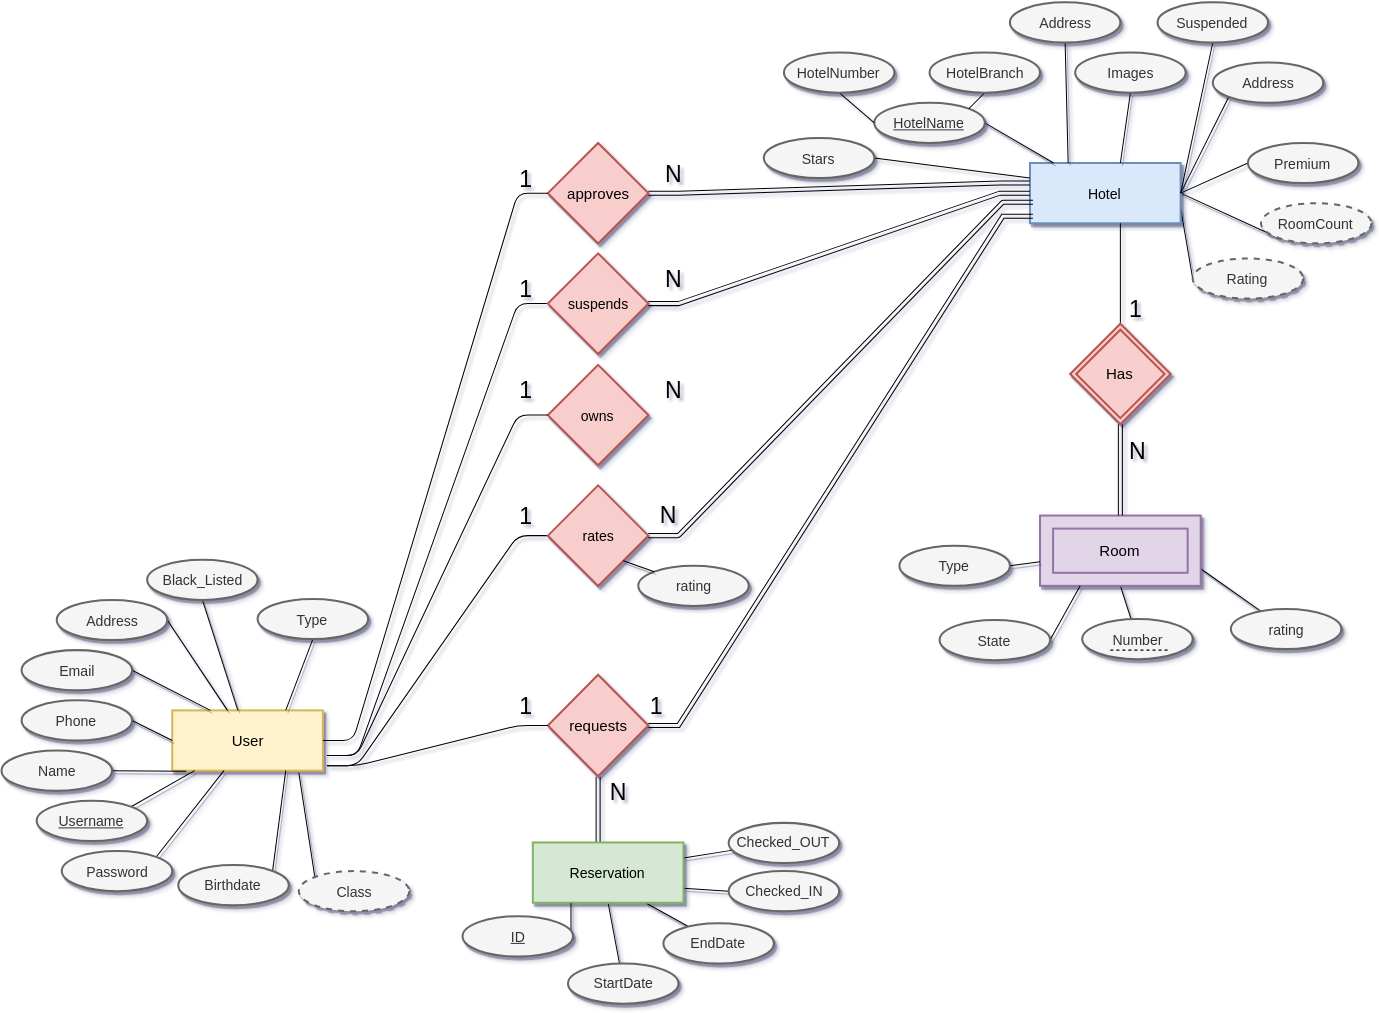 Address
Suspended
HotelNumber
HotelBranch
Images
Address
HotelName
Stars
Premium
Hotel
RoomCount
Rating
1
approves
N
1
suspends
N
1
Has
N
1
owns
N
1
rates
N
rating
Room
Type
State
Number
rating
Black_Listed
Address
Type
Email
Phone
User
Name
Username
Password
Birthdate
Class
1
requests
1
N
Reservation
Checked_OUT
Checked_IN
ID
EndDate
StartDate